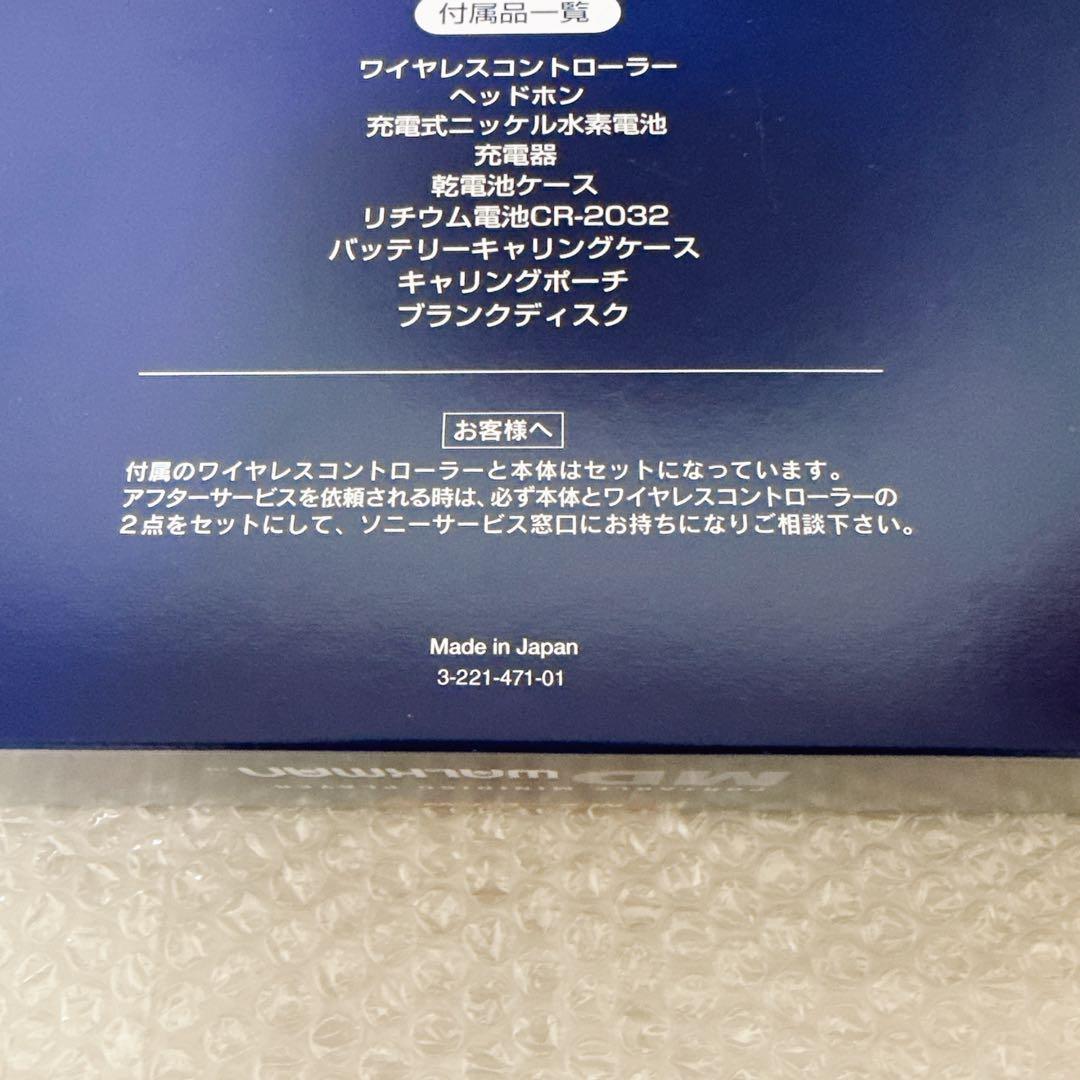 付属品一覧
ワイヤレスコントローラー
ヘッドホン
充電式ニッケル水素電池
充電器
乾電池ケース
リチウム電池CR-2032
バッテリーキャリングケース
キャリングポーチ
ブランクディスク
お客様へ
付属のワイヤレスコントローラーと本体はセットになっています。
アフターサービスを依頼される時は、必ず本体とワイヤレスコントローラーの
２点をセットにして、ソニーサービス窓口にお持ちになりご相談下さい。
Made in Japan
3-221-471-01
PORTABLE MINIDISC PLAYER
MD WALKMAN